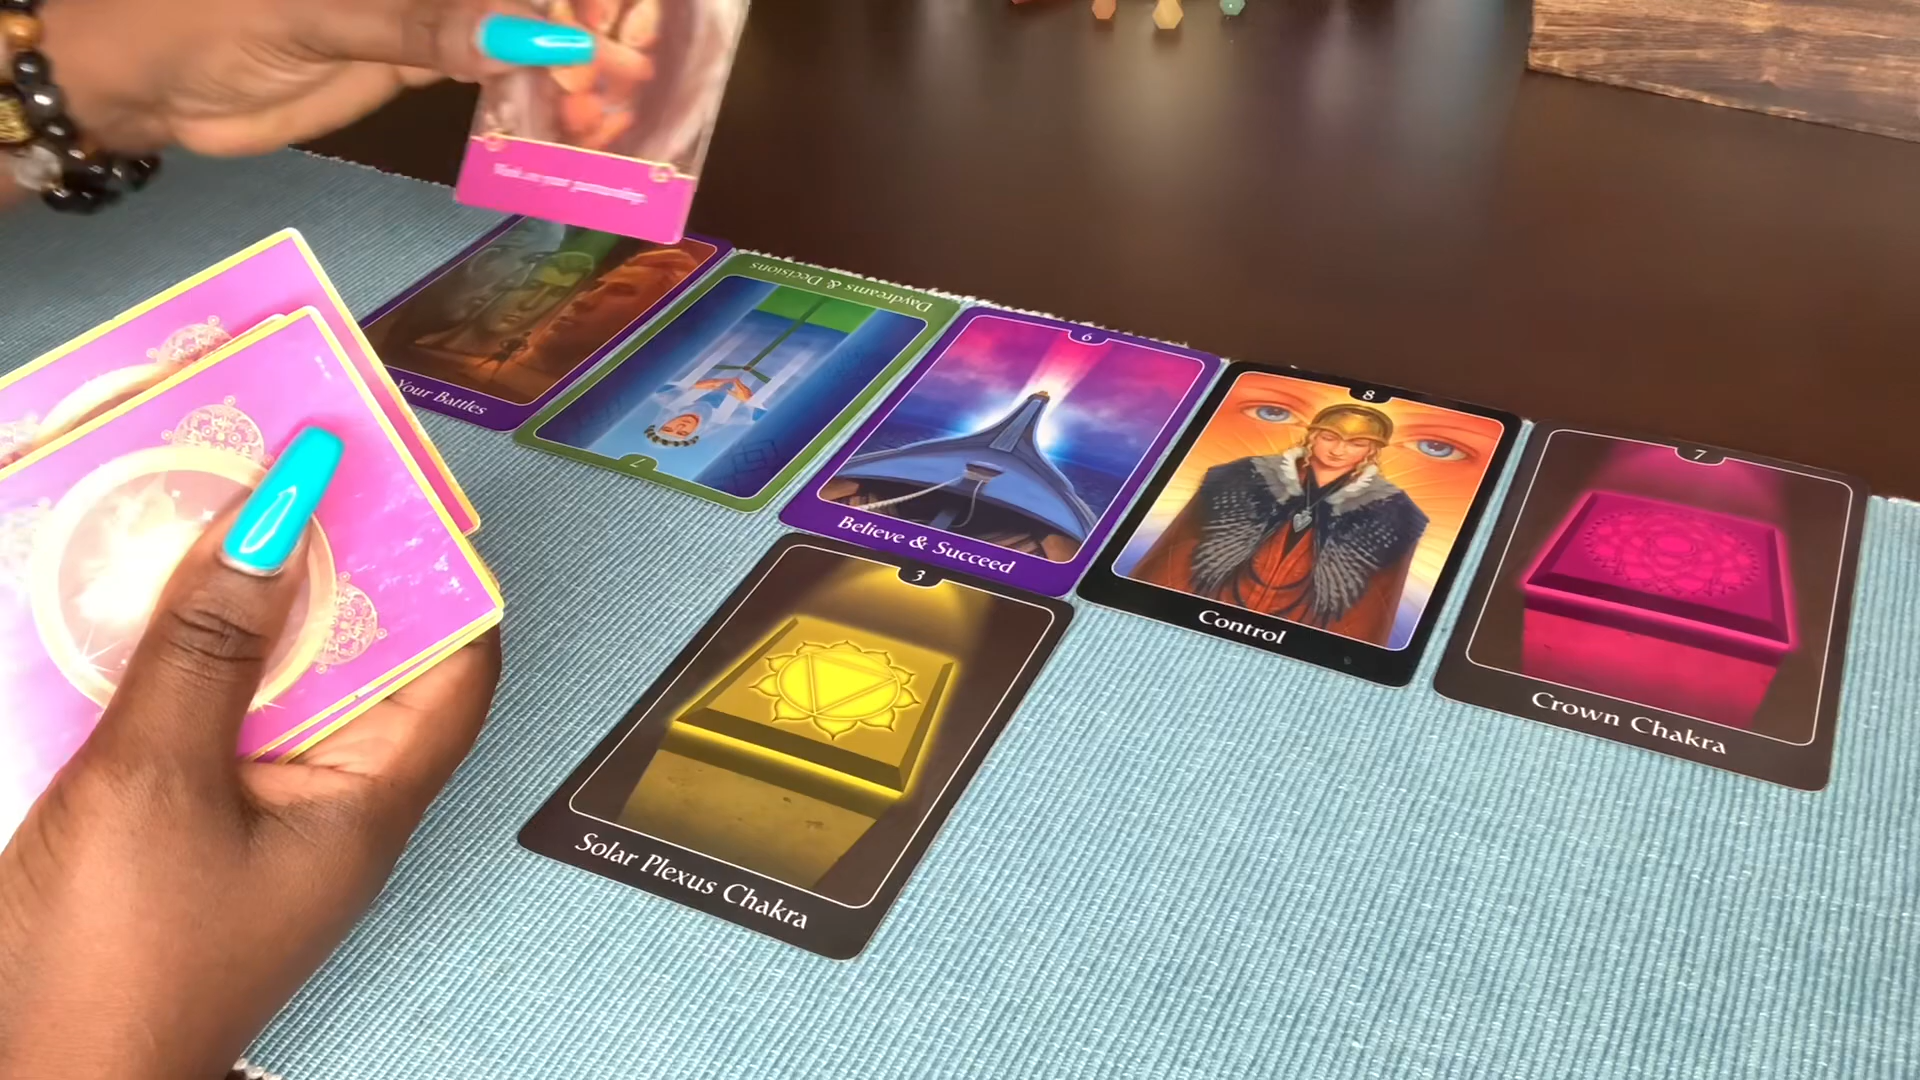 Your Battles
Daydreams & Decisions
7
6
Believe & Succeed
8
Control
7
Crown Chakra
3
Solar Plexus Chakra